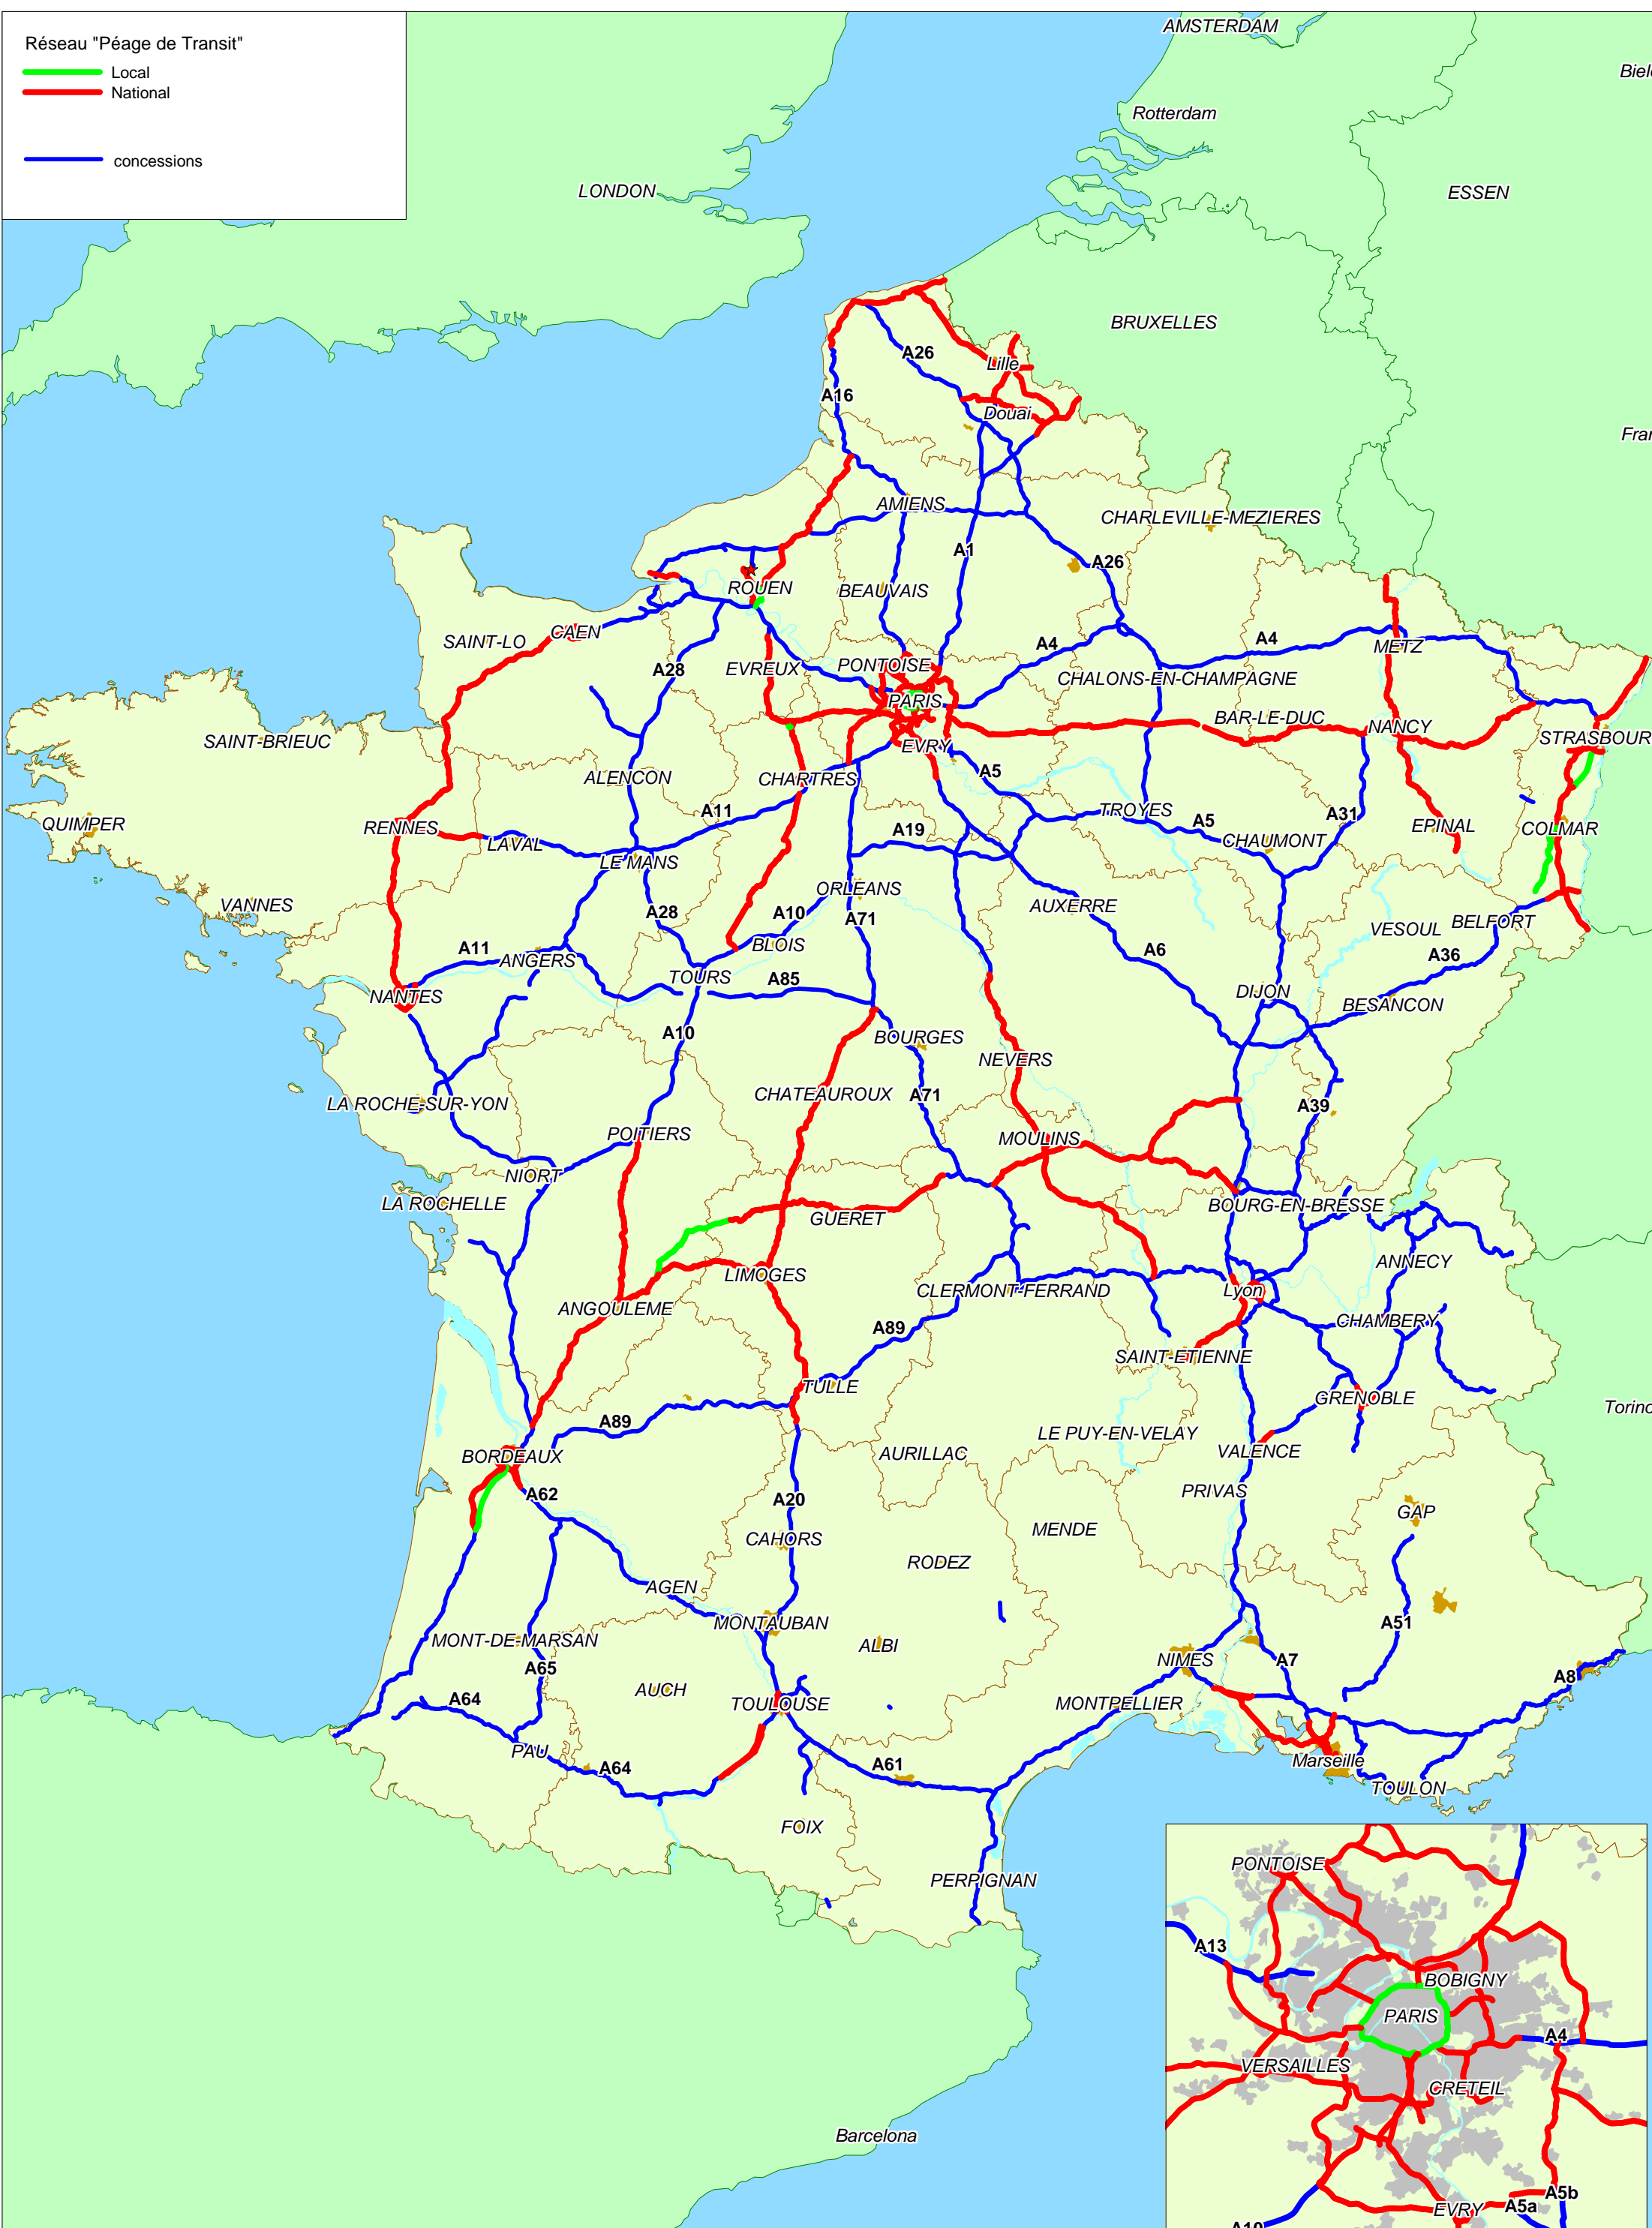 AMSTERDAM
Réseau "Péage de Transit"
Local
National
Biel
Rotterdam
concessions
LONDON
ESSEN
BRUXELLES
A26
Lille
A16
Douai
Fran
AMIENS
CHARLEVILLE-MEZIERES
A1
A26
ROUEN
BEAUVAIS
CAEN
SAINT-LO
A4
A4
METZ
A28
EVREUX
PONTOISE
CHALONS-EN-CHAMPAGNE
PARIS
BAR-LE-DUC
NANCY
SAINT-BRIEUC
EVRY
STRASBOUR
ALENCON
CHARTRES
A5
A11
TROYES
A31
QUIMPER
RENNES
A19
A5
EPINAL
COLMAR
LAVAL
CHAUMONT
LE MANS
ORLEANS
VANNES
A28
A10
A71
AUXERRE
VESOUL
BELFORT
BLOIS
A11
ANGERS
A6
A36
TOURS
A85
NANTES
DIJON
BESANCON
A10
BOURGES
NEVERS
CHATEAUROUX
A71
LA ROCHE-SUR-YON
A39
POITIERS
MOULINS
NIORT
LA ROCHELLE
GUERET
BOURG-EN-BRESSE
LIMOGES
ANNECY
CLERMONT-FERRAND
Lyon
ANGOULEME
A89
CHAMBERY
SAINT-ETIENNE
TULLE
GRENOBLE
Torino
A89
LE PUY-EN-VELAY
BORDEAUX
AURILLAC
VALENCE
A62
A20
PRIVAS
GAP
CAHORS
MENDE
RODEZ
AGEN
MONTAUBAN
A51
MONT-DE-MARSAN
ALBI
A65
NIMES
A7
A8
AUCH
A64
TOULOUSE
MONTPELLIER
PAU
A64
A61
Marseille
TOULON
FOIX
PERPIGNAN
PONTOISE
A13
BOBIGNY
PARIS
A4
VERSAILLES
CRETEIL
Barcelona
A5b
EVRY
A5a
A10